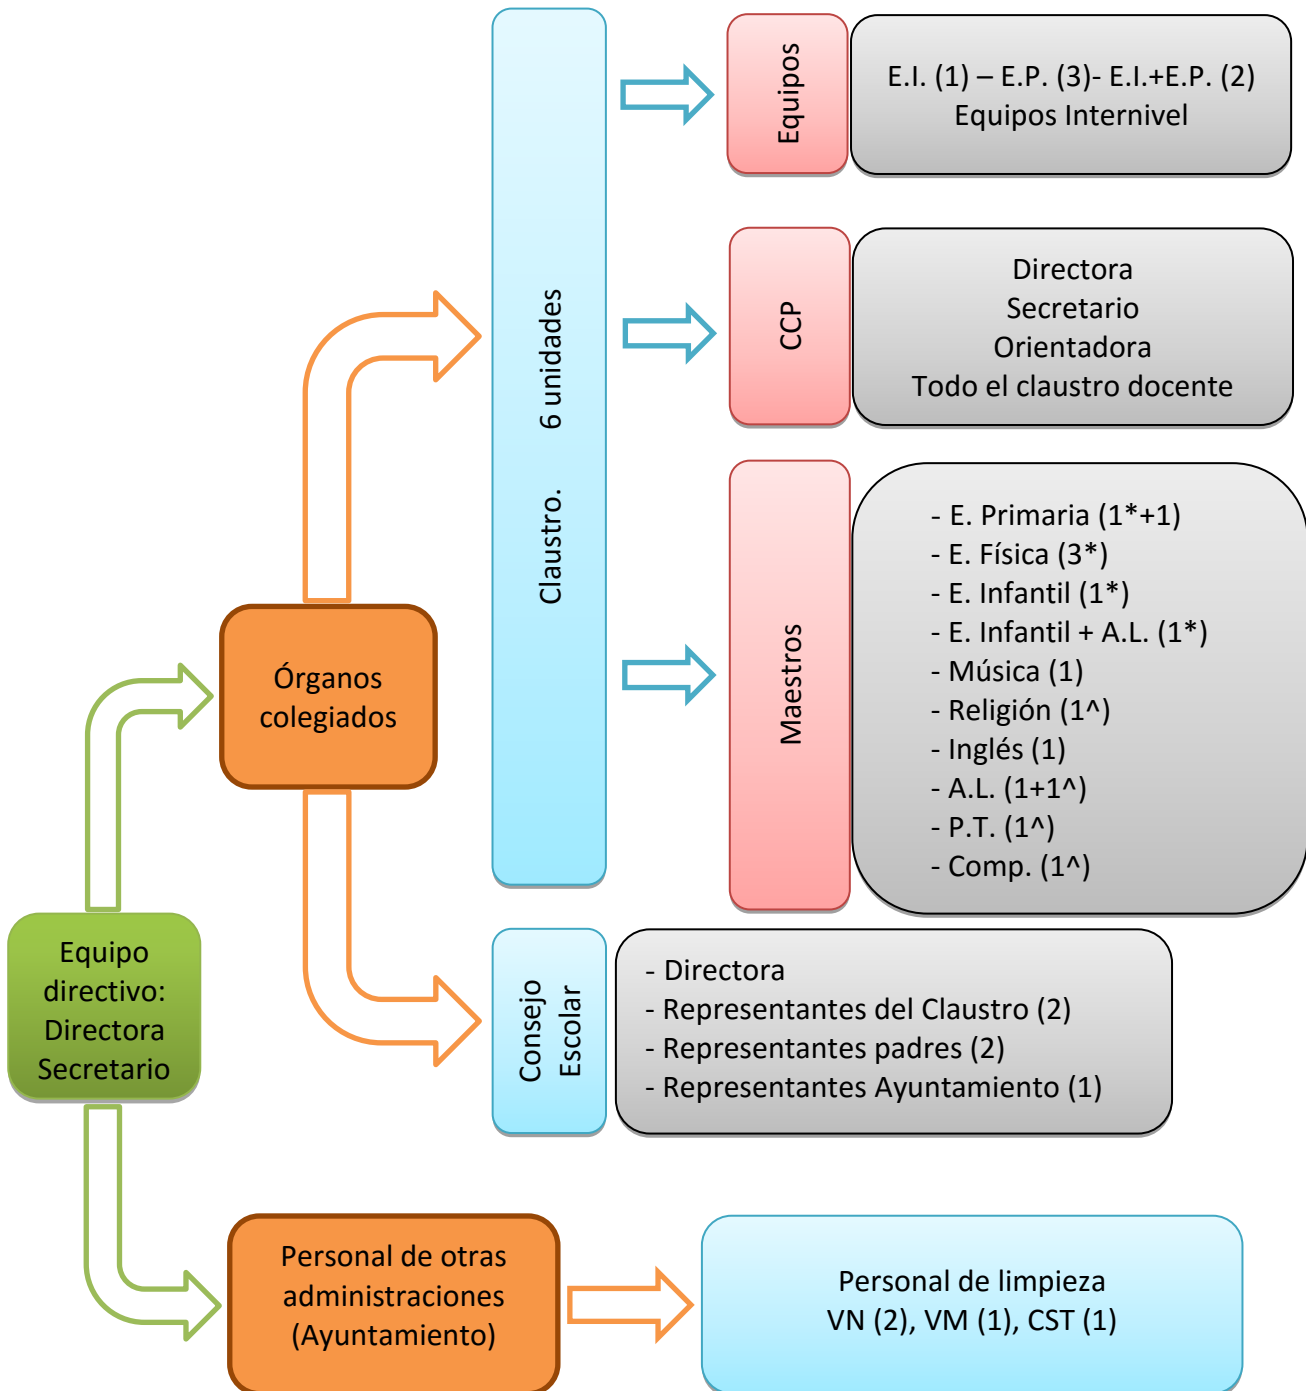 Equipos
E.I. (1) – E.P. (3)- E.I.+E.P. (2)
Equipos Internivel
CCP
Directora
Secretario
Orientadora
Todo el claustro docente
Claustro. 6 unidades
Maestros
- E. Primaria (1*+1)
- E. Física (3*)
- E. Infantil (1*)
- E. Infantil + A.L. (1*)
- Música (1)
- Religión (1^)
- Inglés (1)
- A.L. (1+1^)
- P.T. (1^)
- Comp. (1^)
Órganos
colegiados
Equipo
directivo:
Directora
Secretario
Consejo
Escolar
- Directora
- Representantes del Claustro (2)
- Representantes padres (2)
- Representantes Ayuntamiento (1)
Personal de otras
administraciones
(Ayuntamiento)
Personal de limpieza
VN (2), VM (1), CST (1)